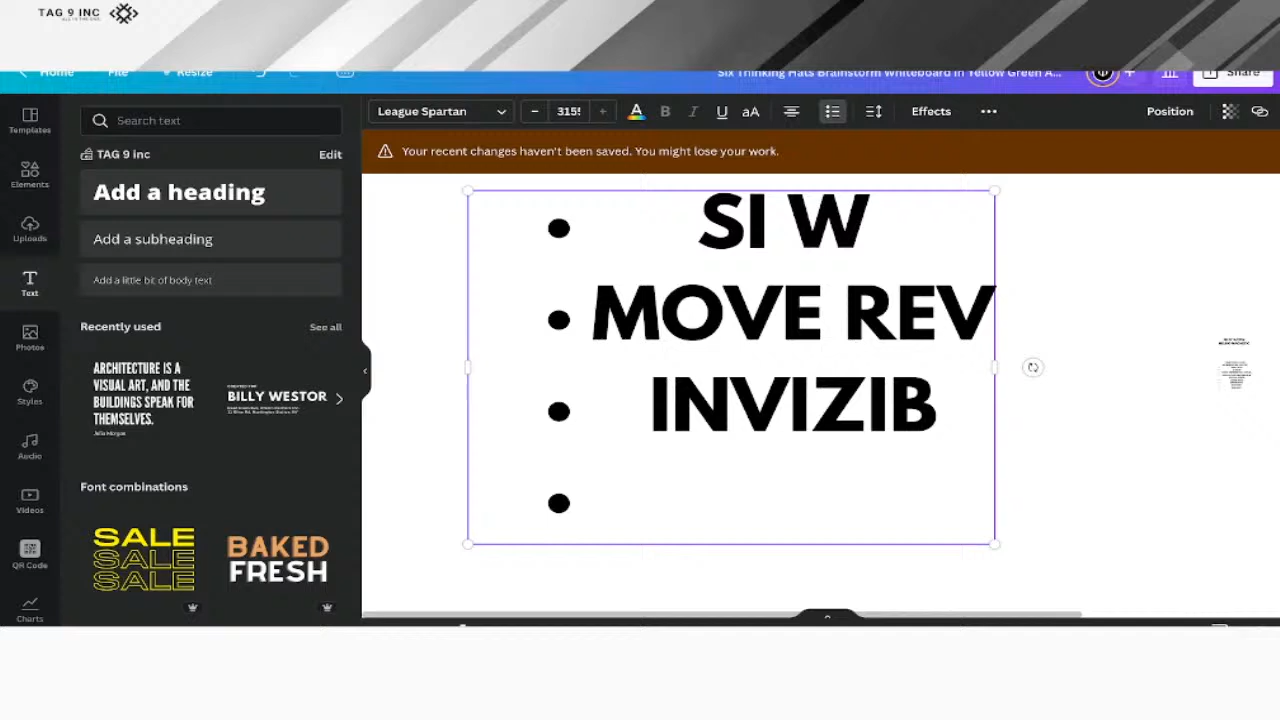 TAG 9 INC
Home File Resize Six Thinking Hats Brainstorm Whiteboard in Yellow Green A... Share
League Spartan - 315! + A B I U aA Effects ... Position
Templates
Elements
Uploads
Text
Photos
Styles
Audio
Videos
QR Code
Charts
Search text
TAG 9 inc Edit
Add a heading
Add a subheading
Add a little bit of body text
Recently used See all
ARCHITECTURE IS A
VISUAL ART, AND THE
BUILDINGS SPEAK FOR
THEMSELVES.
Julia Morgan
BILLY WESTOR
Font combinations
SALE
SALE
SALE
BAKED
FRESH
Your recent changes haven't been saved. You might lose your work.
• SI W
• MOVE REV
• INVIZIB
•